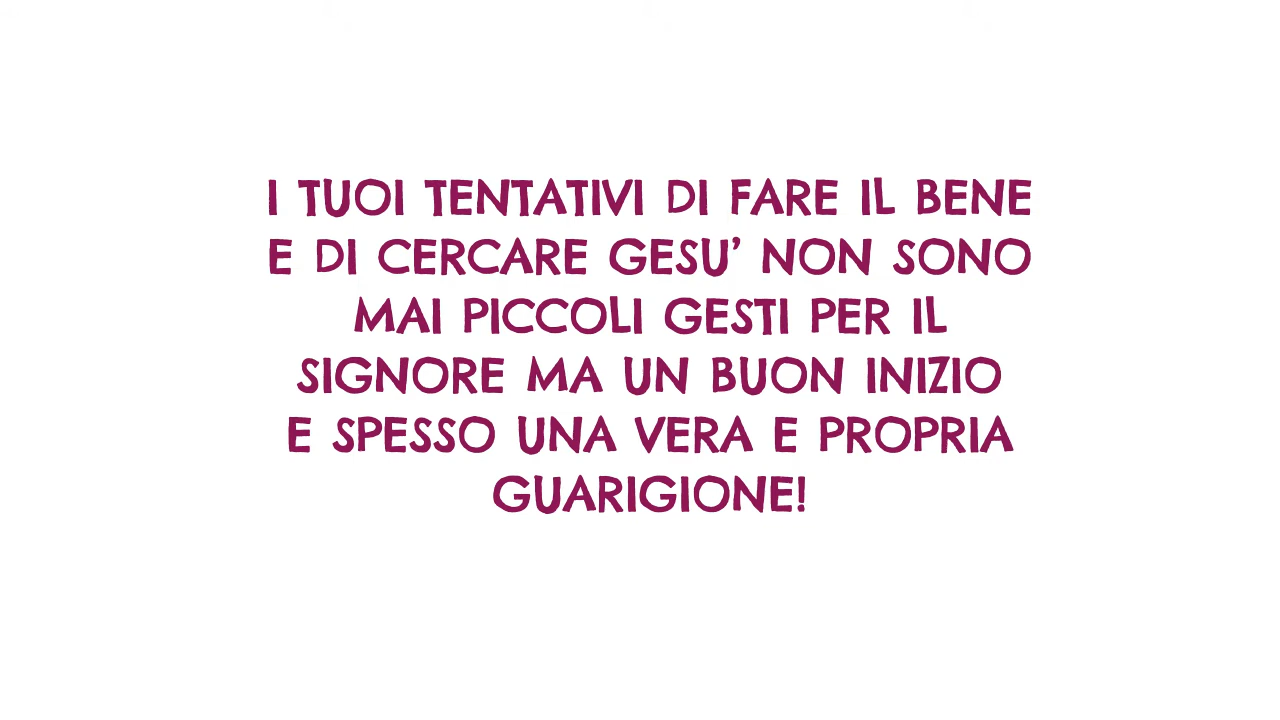 I TUOI TENTATIVI DI FARE IL BENE
E DI CERCARE GESU’ NON SONO
MAI PICCOLI GESTI PER IL
SIGNORE MA UN BUON INIZIO
E SPESSO UNA VERA E PROPRIA
GUARIGIONE!